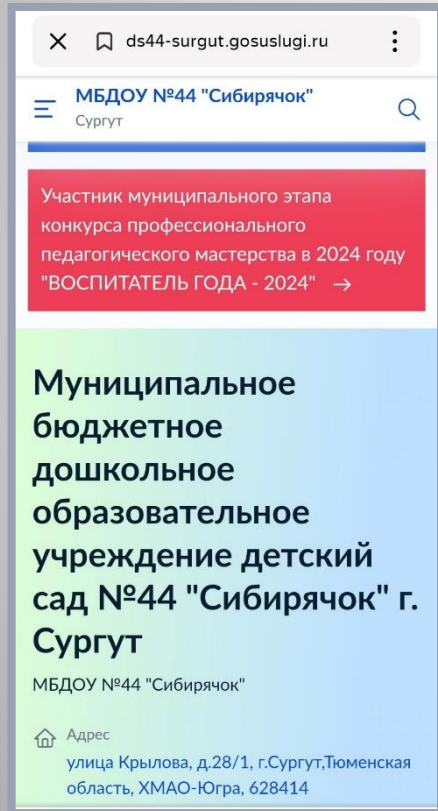 ds44-surgut.gosuslugi.ru
МБДОУ №44 "Сибирячок"
Сургут
Участник муниципального этапа
конкурса профессионального
педагогического мастерства в 2024 году
"ВОСПИТАТЕЛЬ ГОДА - 2024" →
Муниципальное
бюджетное
дошкольное
образовательное
учреждение детский
сад №44 "Сибирячок" г.
Сургут
МБДОУ №44 "Сибирячок"
Адрес
улица Крылова, д.28/1, г.Сургут,Тюменская
область, ХМАО-Югра, 628414